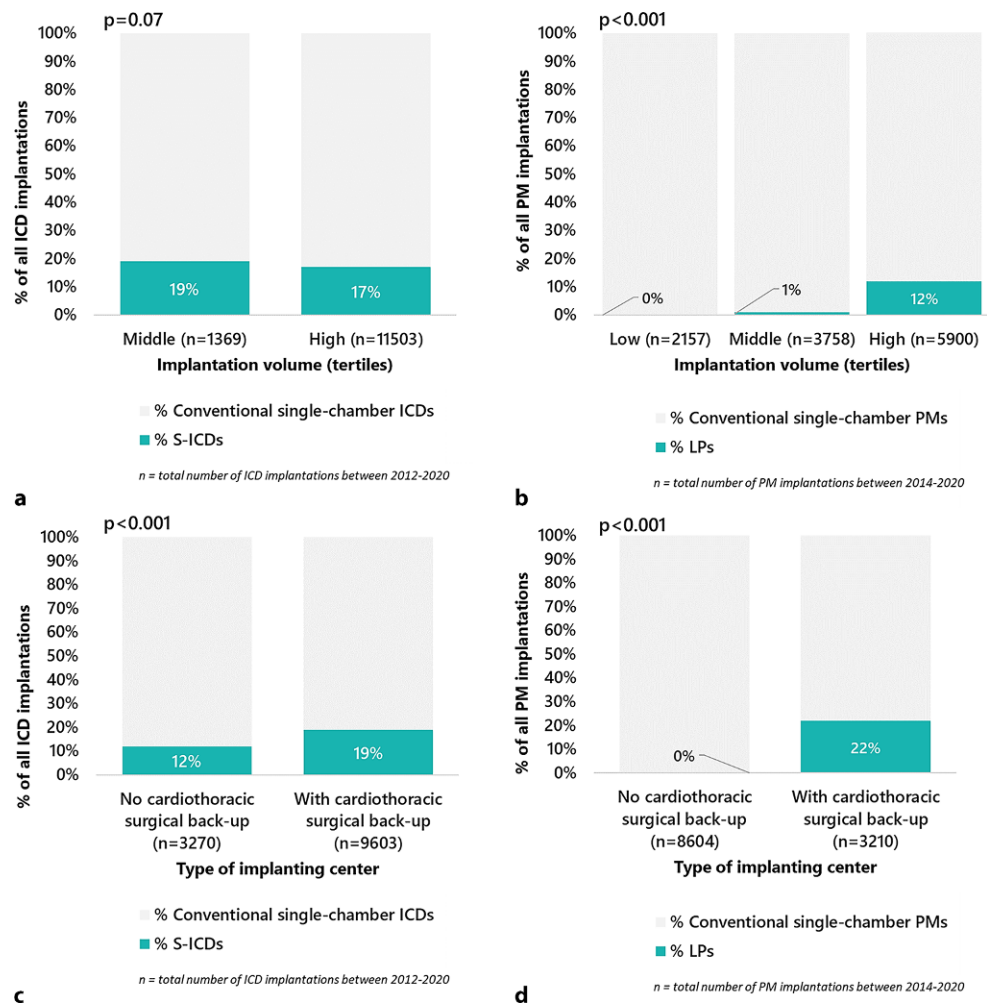 p=0.07
100%
90%
80%
70%
60%
50%
40%
30%
20%
10%
0%
% of all ICD implantations
19%
17%
Middle (n=1369)
High (n=11503)
Implantation volume (tertiles)
% Conventional single-chamber ICDs
% S-ICDs
n = total number of ICD implantations between 2012-2020
a
p<0.001
100%
90%
80%
70%
60%
50%
40%
30%
20%
10%
0%
% of all PM implantations
0%
1%
12%
Low (n=2157)
Middle (n=3758)
High (n=5900)
Implantation volume (tertiles)
% Conventional single-chamber PMs
% LPs
n = total number of PM implantations between 2014-2020
b
p<0.001
100%
90%
80%
70%
60%
50%
40%
30%
20%
10%
0%
% of all ICD implantations
12%
19%
No cardiothoracic
surgical back-up
(n=3270)
With cardiothoracic
surgical back-up
(n=9603)
Type of implanting center
% Conventional single-chamber ICDs
% S-ICDs
n = total number of ICD implantations between 2012-2020
c
p<0.001
100%
90%
80%
70%
60%
50%
40%
30%
20%
10%
0%
% of all PM implantations
0%
22%
No cardiothoracic
surgical back-up
(n=8604)
With cardiothoracic
surgical back-up
(n=3210)
Type of implanting center
% Conventional single-chamber PMs
% LPs
n = total number of PM implantations between 2014-2020
d